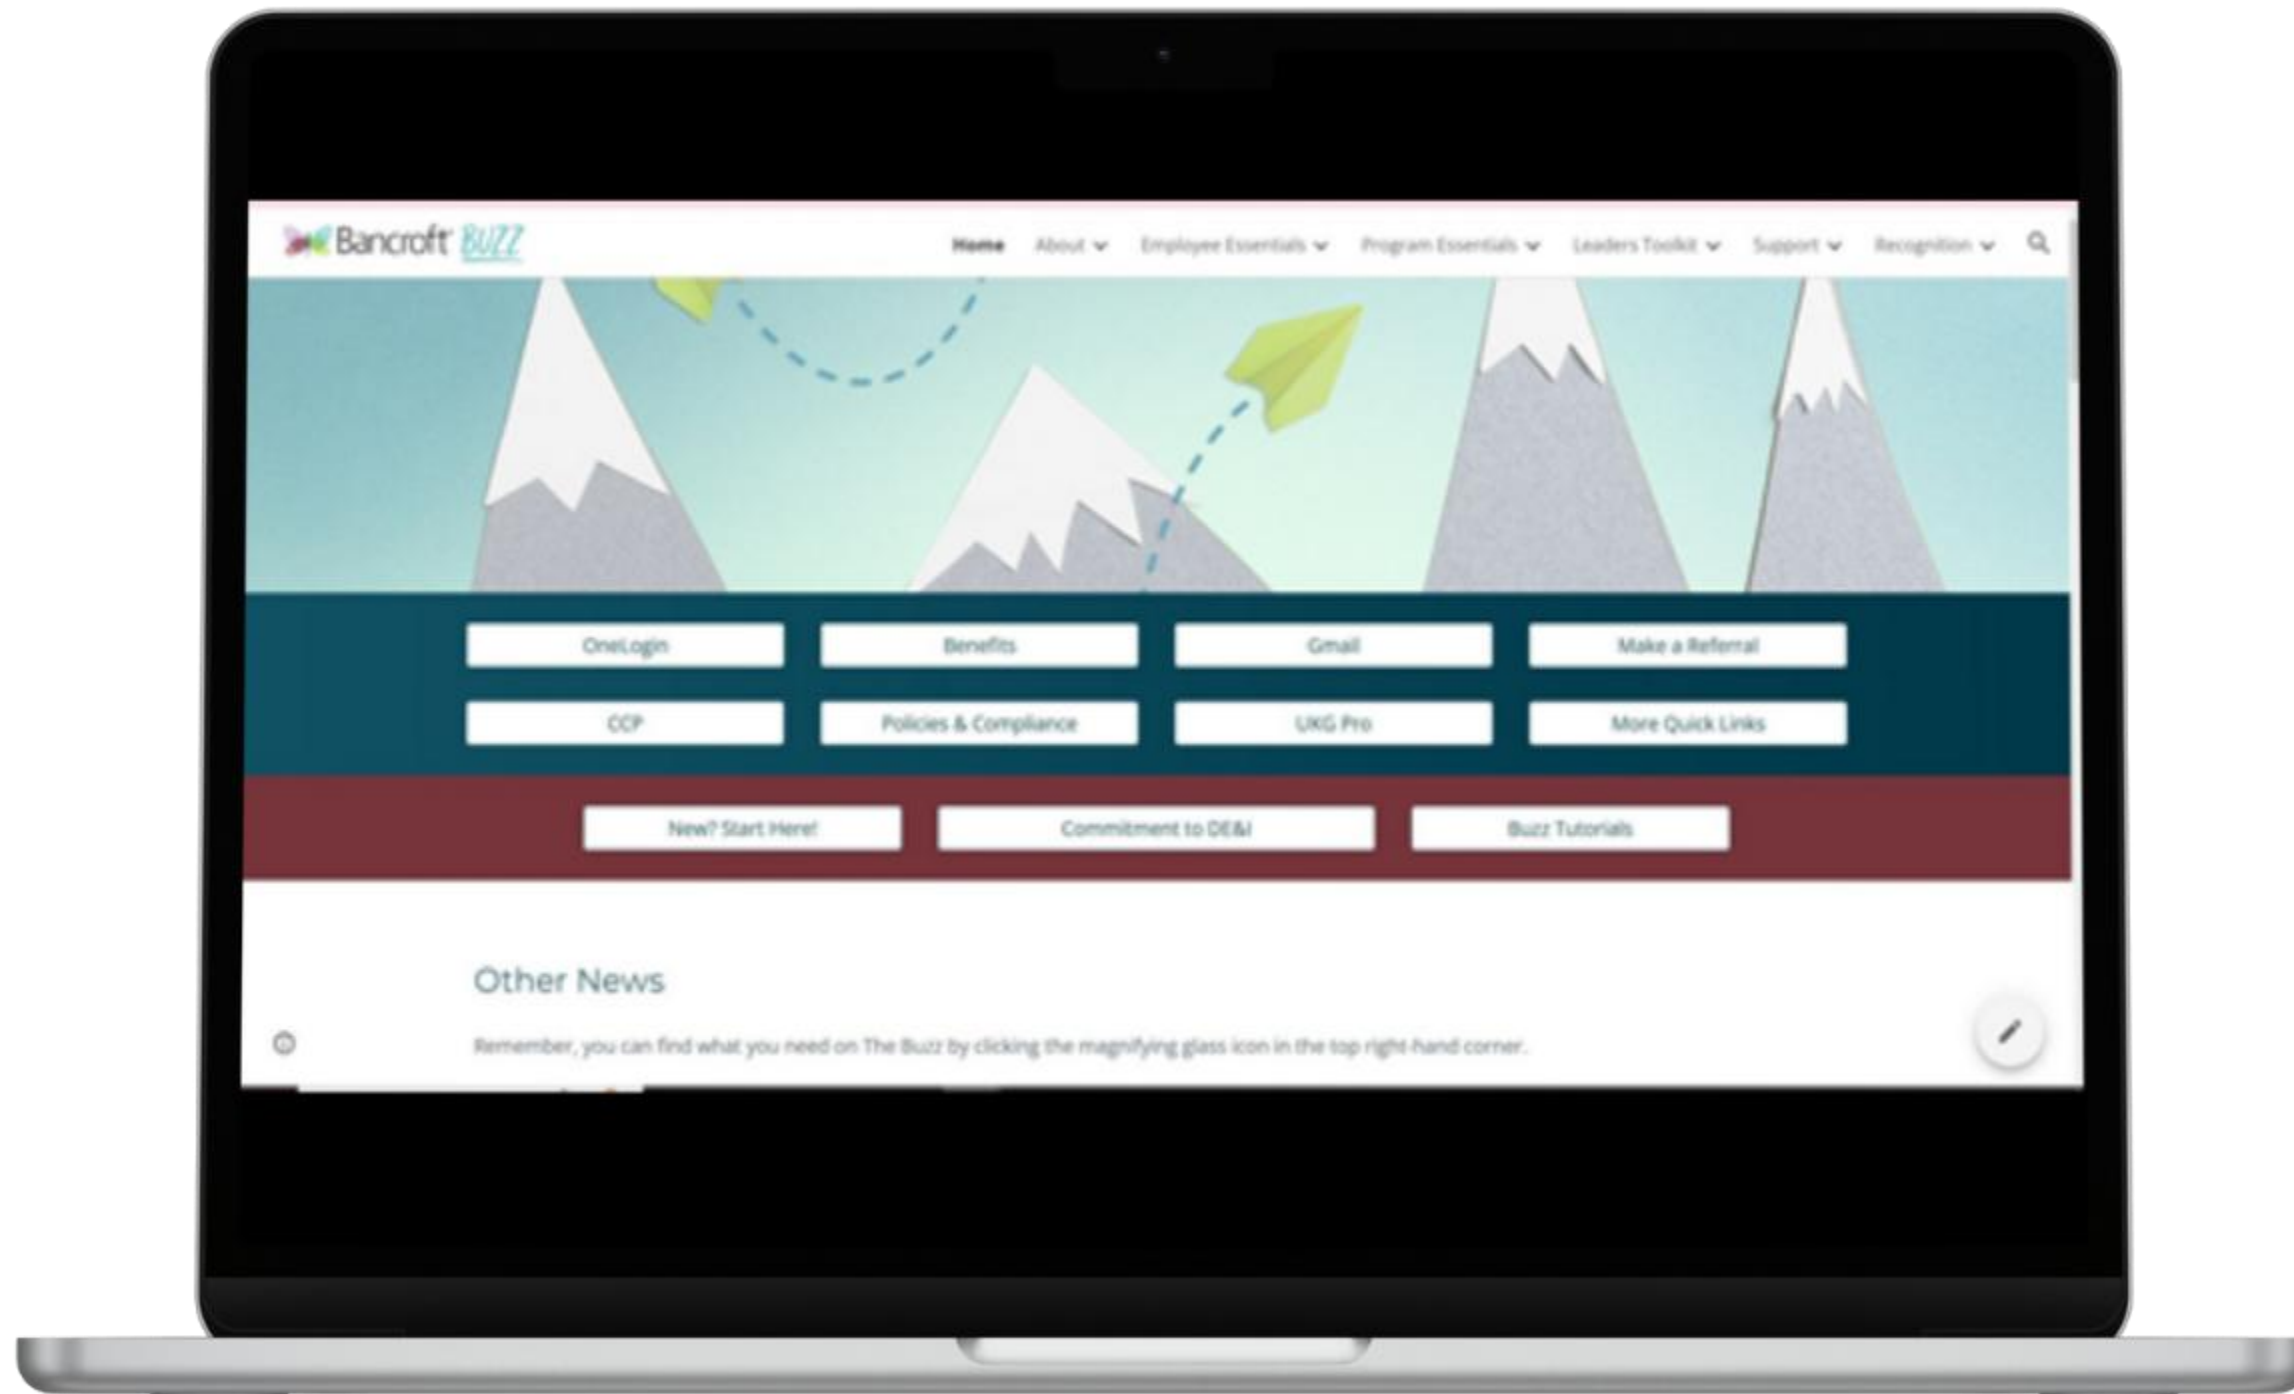 Bancroft BUZZ
Home About Employee Essentials Program Essentials Leaders Toolkit Support Recognition
OneLogin Benefits Gmail Make a Referral
CCP Policies & Compliance UKG Pro More Quick Links
New? Start Here! Commitment to DE&I Buzz Tutorials
Other News
Remember, you can find what you need on The Buzz by clicking the magnifying glass icon in the top right-hand corner.